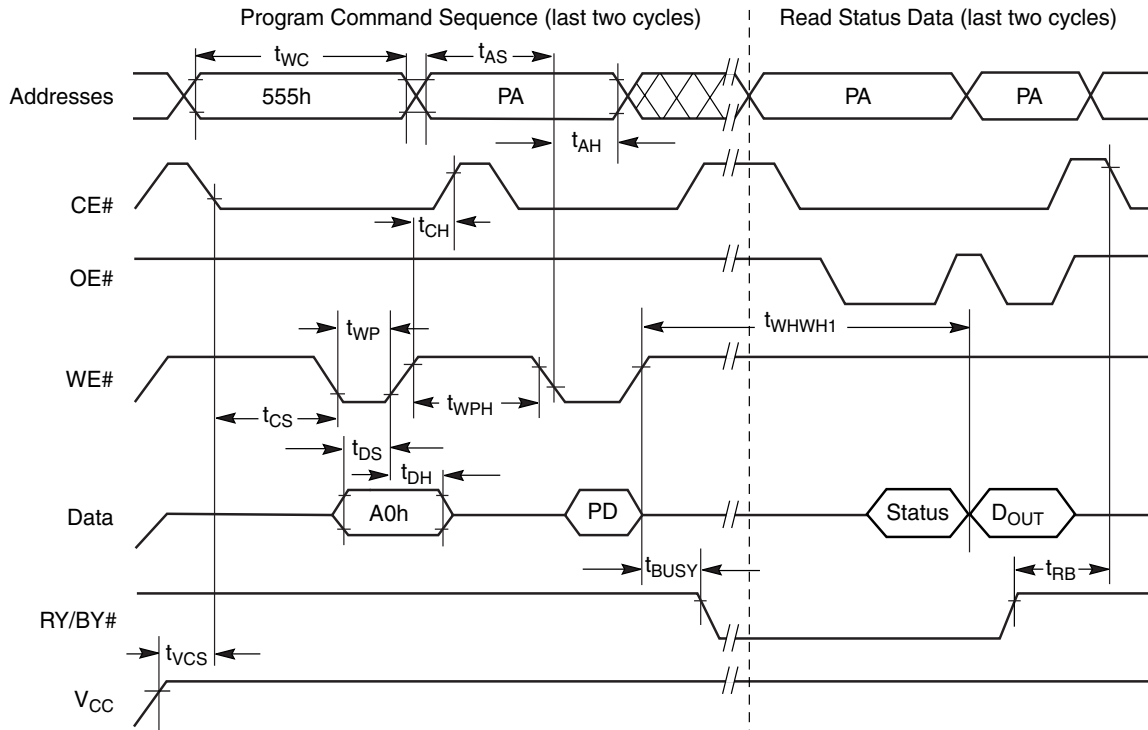 Program Command Sequence (last two cycles)
Read Status Data (last two cycles)
tWC
tAS
Addresses
555h
PA
PA
PA
tAH
CE#
tCH
OE#
tWP
tWHWH1
WE#
tCS
tWPH
tDS
tDH
Data
A0h
PD
Status
DOUT
tBUSY
tRB
RY/BY#
tVCS
VCC